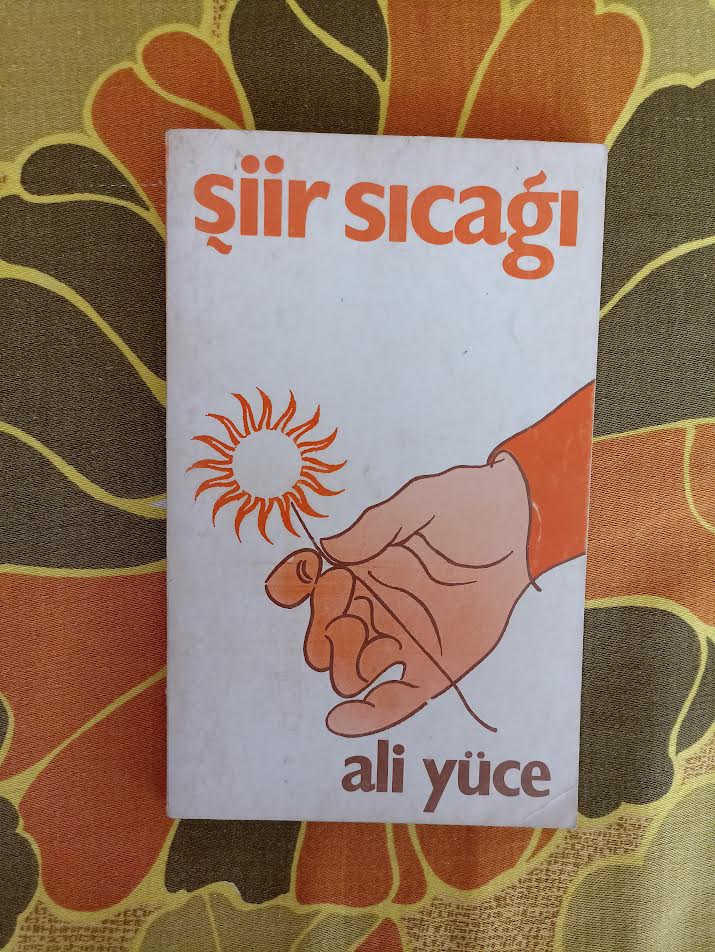 şiir sıcağı
ali yüce